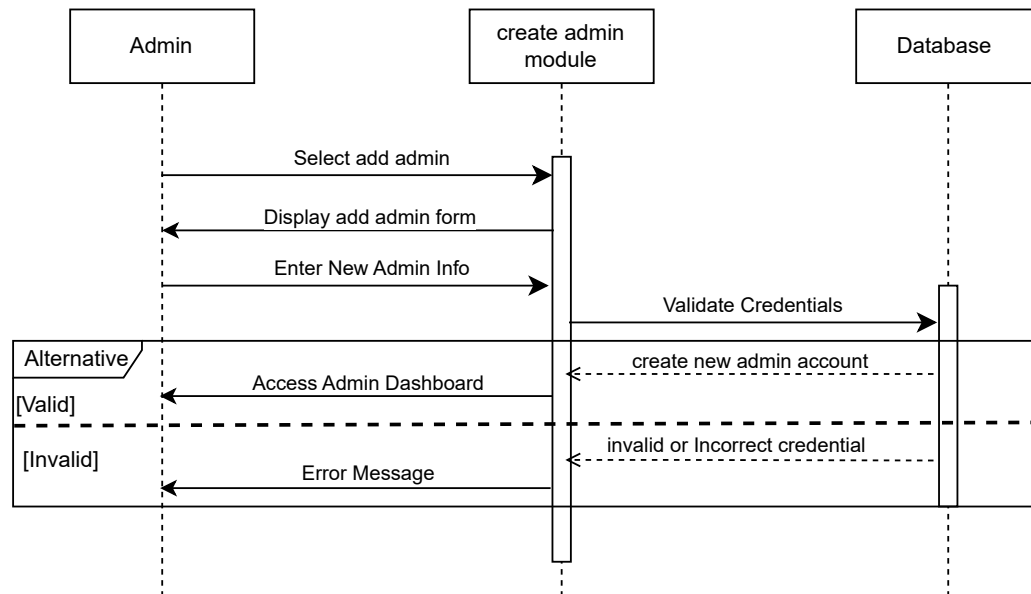 Admin
create admin
module
Database
Select add admin
Display add admin form
Enter New Admin Info
Validate Credentials
Alternative
create new admin account
Access Admin Dashboard
[Valid]
invalid or Incorrect credential
[Invalid]
Error Message